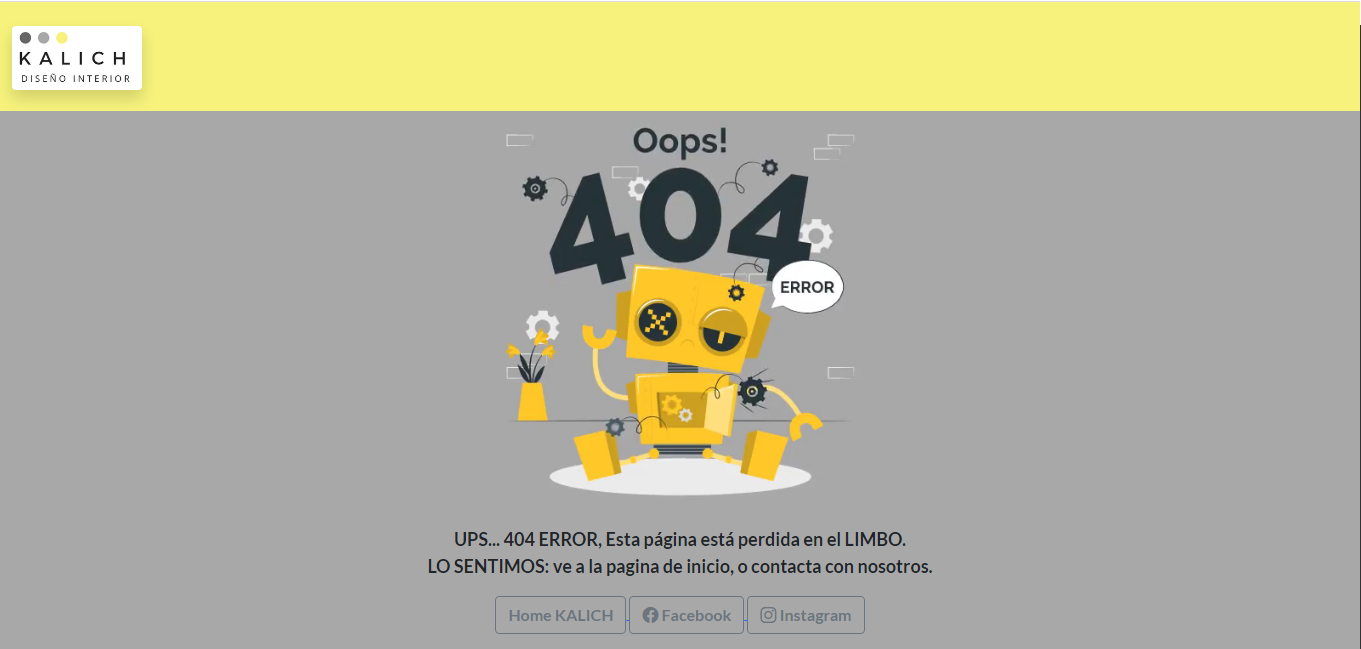 KALICH
DISEÑO INTERIOR
Oops!
404
ERROR
UPS... 404 ERROR, Esta página está perdida en el LIMBO.
LO SENTIMOS: ve a la pagina de inicio, o contacta con nosotros.
Home KALICH Facebook Instagram